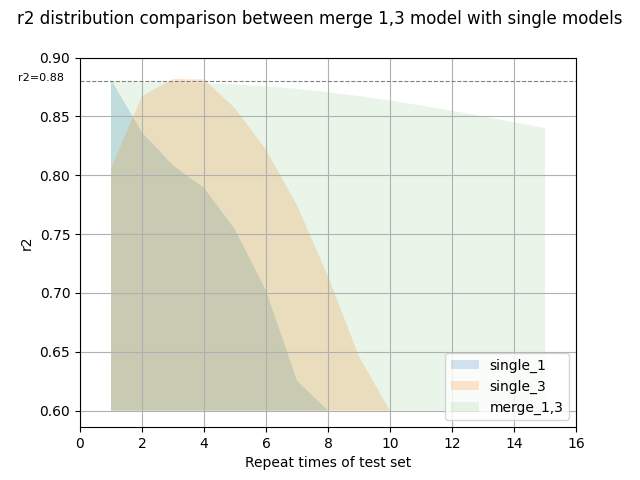 r2 distribution comparison between merge 1,3 model with single models
0.90
r2=0.88
0.85
0.80
0.75
r2
0.70
0.65
0.60
single_1
single_3
merge_1,3
0 2 4 6 8 10 12 14 16
Repeat times of test set